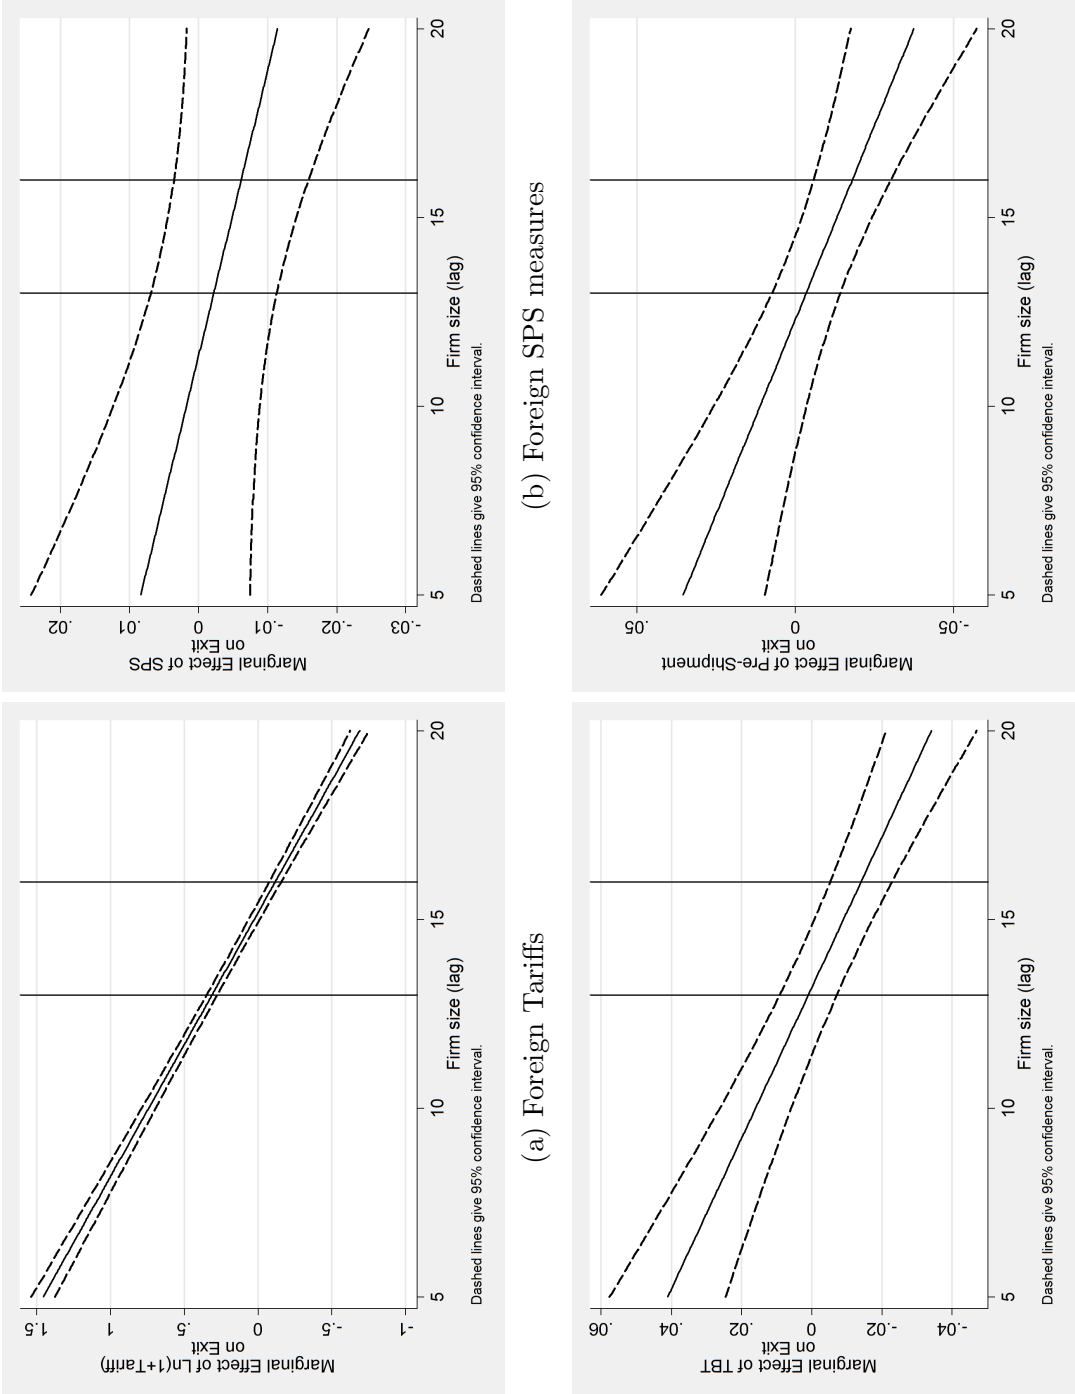 Marginal Effect of Ln(1+Tariff)
on Exit
1.5
1
.5
0
-.5
-1
5
10
15
20
Firm size (lag)
Dashed lines give 95% confidence interval.
(a) Foreign Tariffs
Marginal Effect of SPS
on Exit
.02
.01
0
-.01
-.02
-.03
5
10
15
20
Firm size (lag)
Dashed lines give 95% confidence interval.
(b) Foreign SPS measures
Marginal Effect of TBT
on Exit
.06
.04
.02
0
-.02
-.04
5
10
15
20
Firm size (lag)
Dashed lines give 95% confidence interval.
Marginal Effect of Pre-Shipment
on Exit
.05
0
-.05
5
10
15
20
Firm size (lag)
Dashed lines give 95% confidence interval.